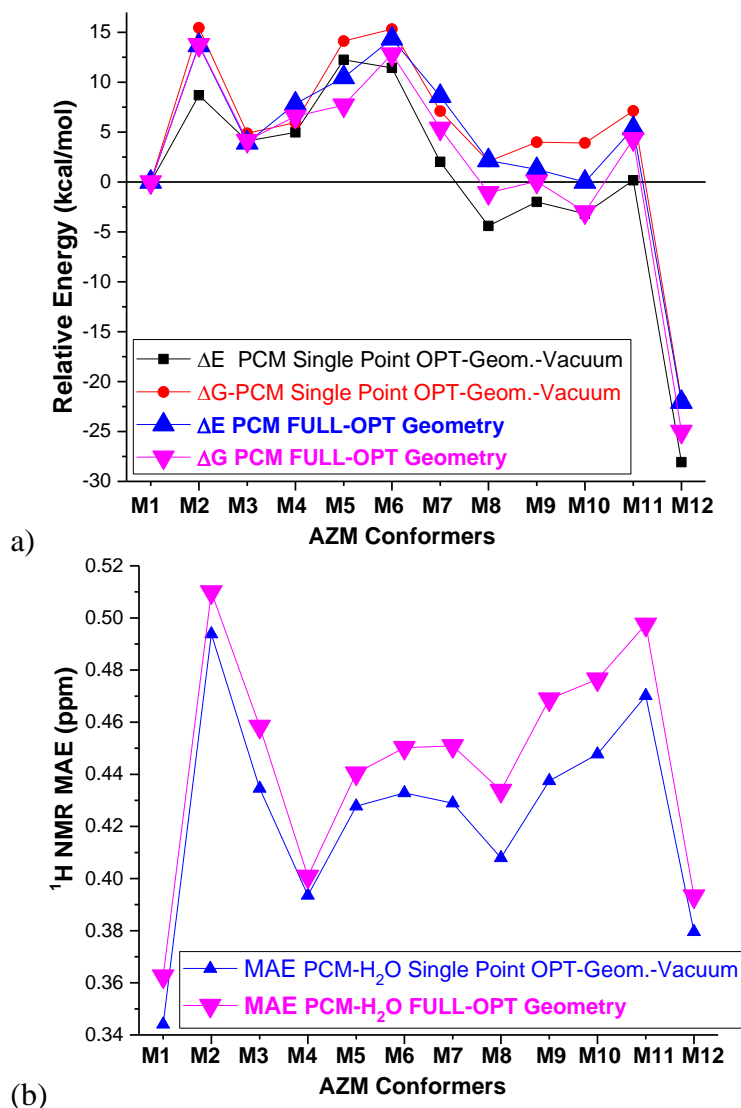 15
10
5
0
-5
-10
-15
-20
-25
-30
Relative Energy (kcal/mol)
ΔE PCM Single Point OPT-Geom.-Vacuum
ΔG-PCM Single Point OPT-Geom.-Vacuum
ΔE PCM FULL-OPT Geometry
ΔG PCM FULL-OPT Geometry
M1 M2 M3 M4 M5 M6 M7 M8 M9 M10 M11 M12
AZM Conformers
a)
0.52
0.50
0.48
0.46
0.44
0.42
0.40
0.38
0.36
0.34
¹H NMR MAE (ppm)
MAE PCM-H₂O Single Point OPT-Geom.-Vacuum
MAE PCM-H₂O FULL-OPT Geometry
M1 M2 M3 M4 M5 M6 M7 M8 M9 M10 M11 M12
AZM Conformers
(b)